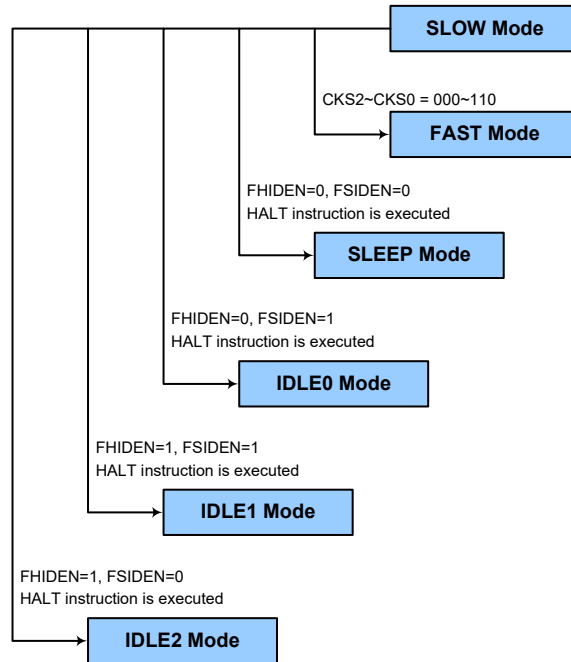 SLOW Mode
CKS2~CKS0 = 000~110
FAST Mode
FHIDEN=0, FSIDEN=0
HALT instruction is executed
SLEEP Mode
FHIDEN=0, FSIDEN=1
HALT instruction is executed
IDLE0 Mode
FHIDEN=1, FSIDEN=1
HALT instruction is executed
IDLE1 Mode
FHIDEN=1, FSIDEN=0
HALT instruction is executed
IDLE2 Mode